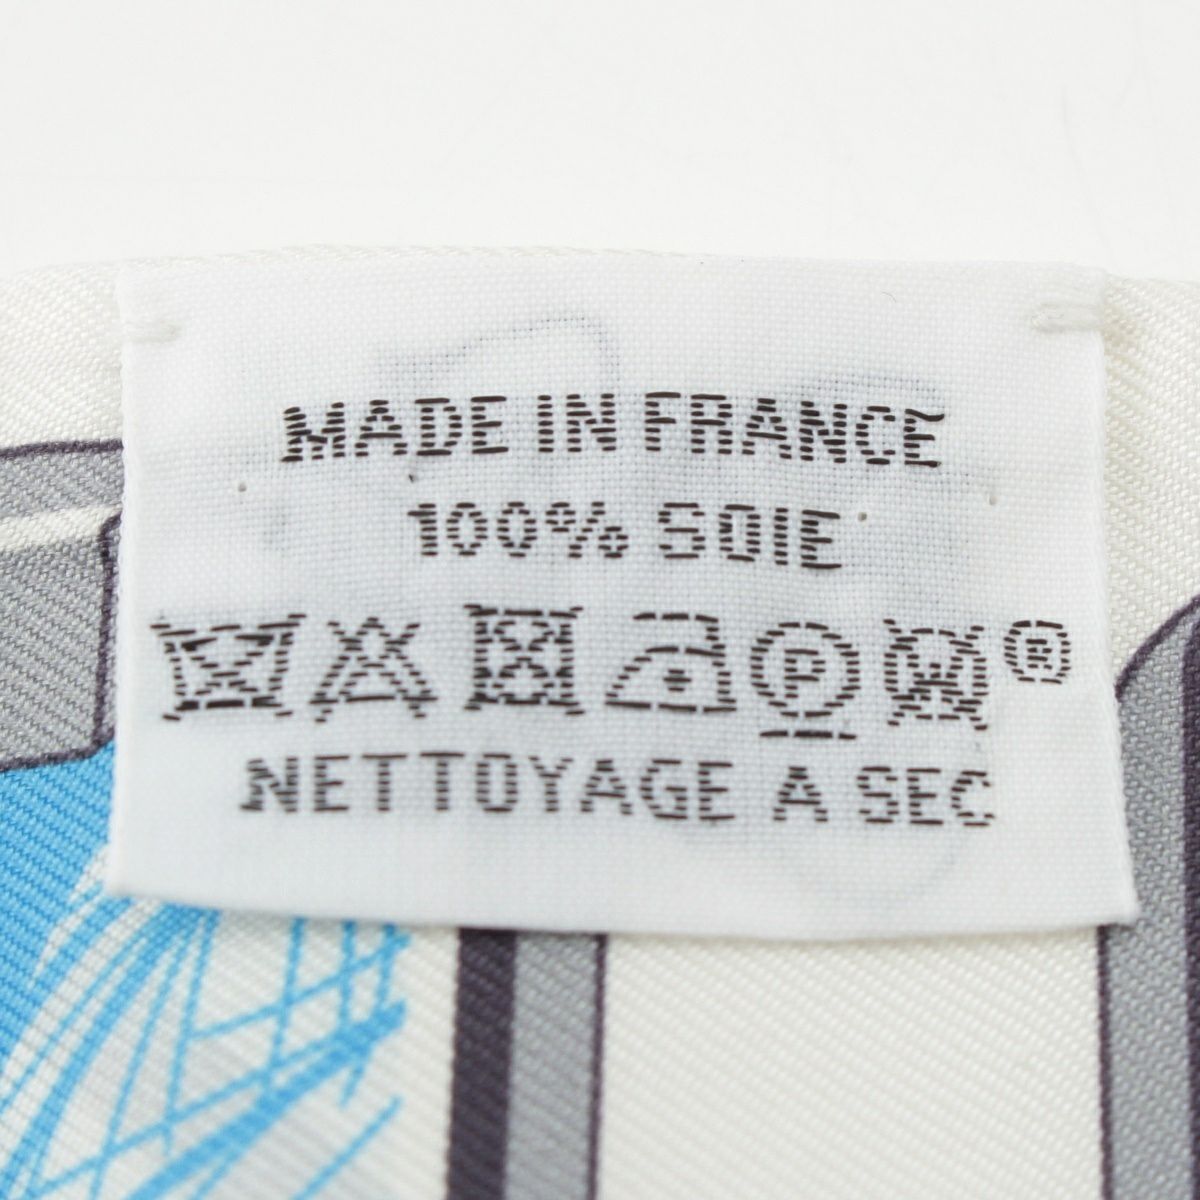 MADE IN FRANCE
100% SOIE
P ®
NETTOYAGE A SEC